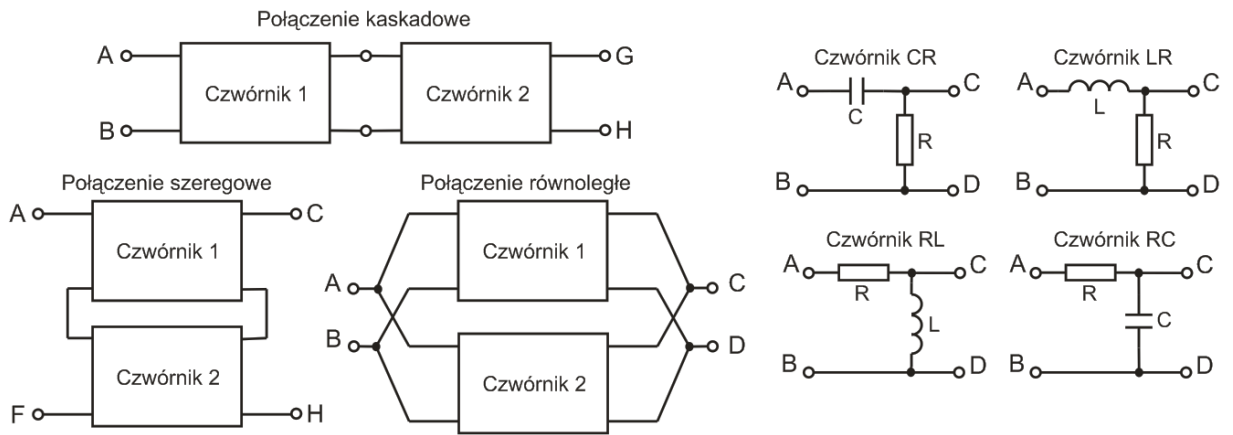 Połączenie kaskadowe
A
Czwórnik 1
Czwórnik 2
G
B
H
Połączenie szeregowe
A
Czwórnik 1
C
Czwórnik 2
F
H
Połączenie równoległe
Czwórnik 1
A
C
B
D
Czwórnik 2
Czwórnik CR
A
C
C
R
B
D
Czwórnik LR
A
C
L
R
B
D
Czwórnik RL
A
C
R
L
B
D
Czwórnik RC
A
C
R
C
B
D